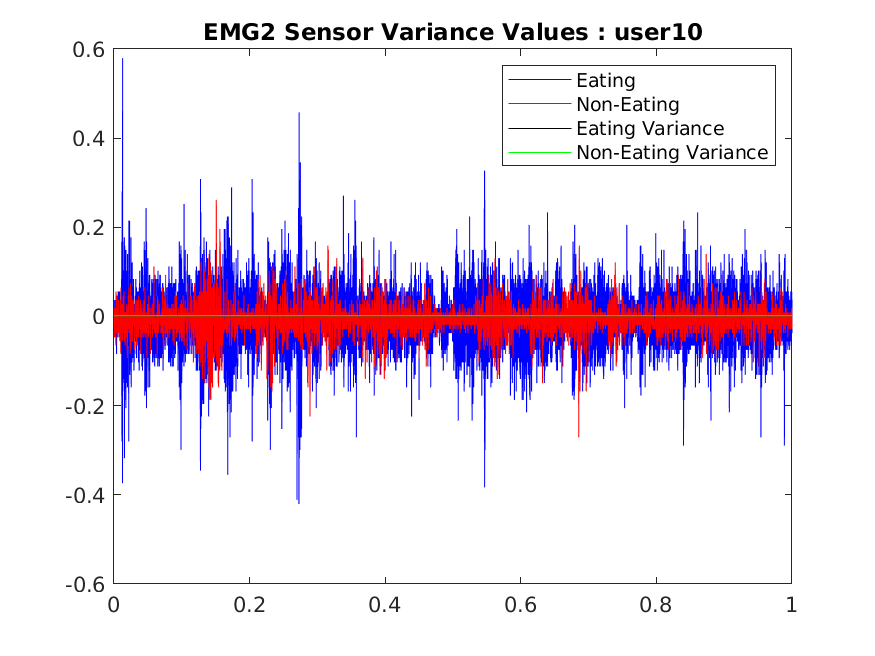 EMG2 Sensor Variance Values : user10
0.6
Eating
Non-Eating
Eating Variance
Non-Eating Variance
0.4
0.2
0
-0.2
-0.4
-0.6
0 0.2 0.4 0.6 0.8 1